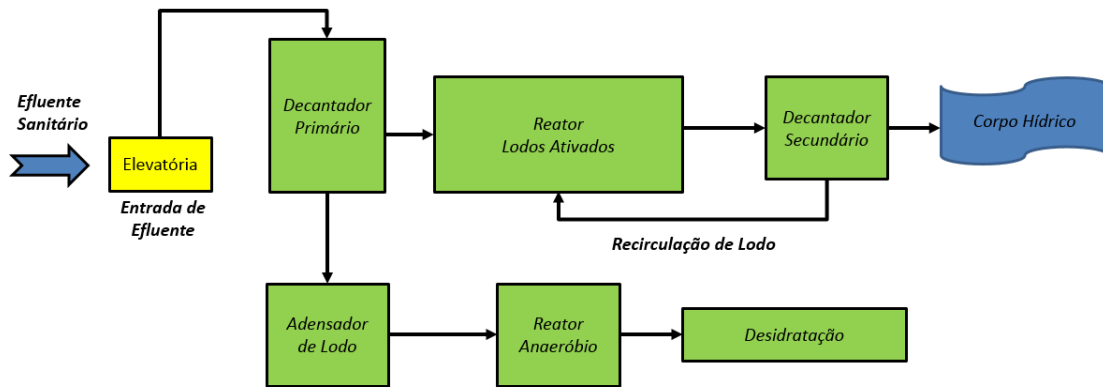 Efluente
Sanitário
Elevatória
Entrada de
Efluente
Decantador
Primário
Reator
Lodos Ativados
Decantador
Secundário
Corpo Hídrico
Recirculação de Lodo
Adensador
de Lodo
Reator
Anaeróbio
Desidratação